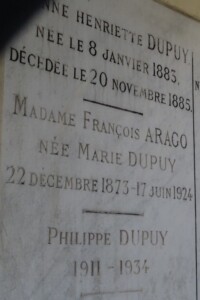 NNE HENRIETTE DUPUY
NÉE LE 8 JANVIER 1885.
DÉCÉDÉE LE 20 NOVEMBRE 1885.
MADAME FRANÇOIS ARAGO
NÉE MARIE DUPUY
22 DÉCEMBRE 1873-17 JUIN 1924
PHILIPPE DUPUY
1911-1934